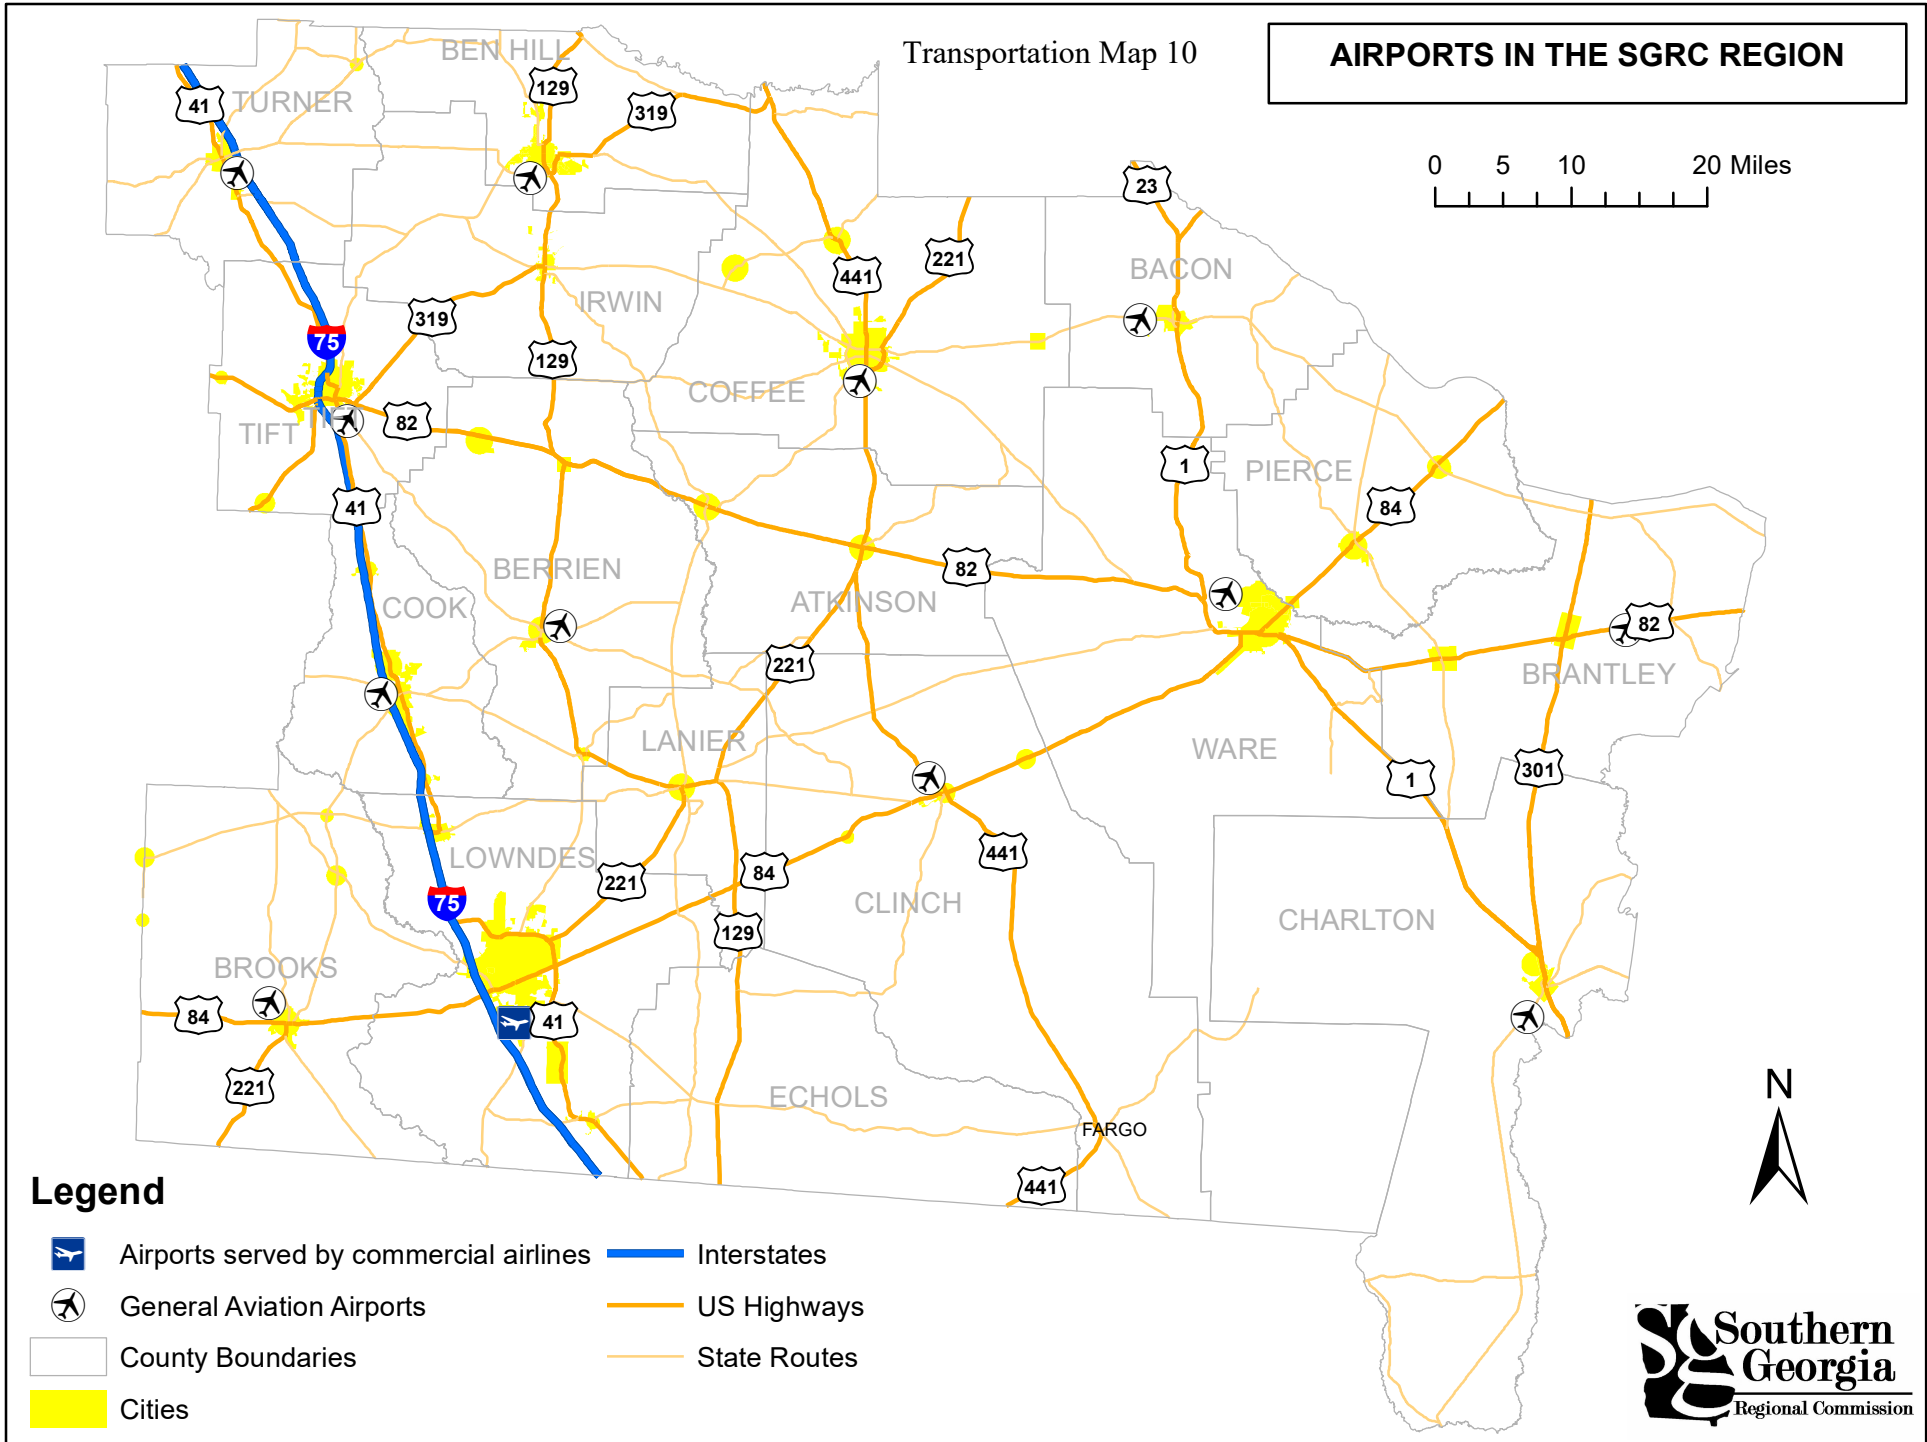 Transportation Map 10
AIRPORTS IN THE SGRC REGION
0 5 10 20 Miles
BEN HILL
TURNER
41
129
319
23
BACON
221
441
IRWIN
319
75
129
COFFEE
TIFT
TIFT
82
41
1
PIERCE
84
BERRIEN
82
COOK
ATKINSON
82
221
BRANTLEY
LANIER
WARE
301
1
LOWNDES
441
84
221
75
CLINCH
CHARLTON
129
BROOKS
84
41
221
ECHOLS
FARGO
441
N
Legend
Airports served by commercial airlines
General Aviation Airports
County Boundaries
Cities
Interstates
US Highways
State Routes
SG
Southern
Georgia
Regional Commission